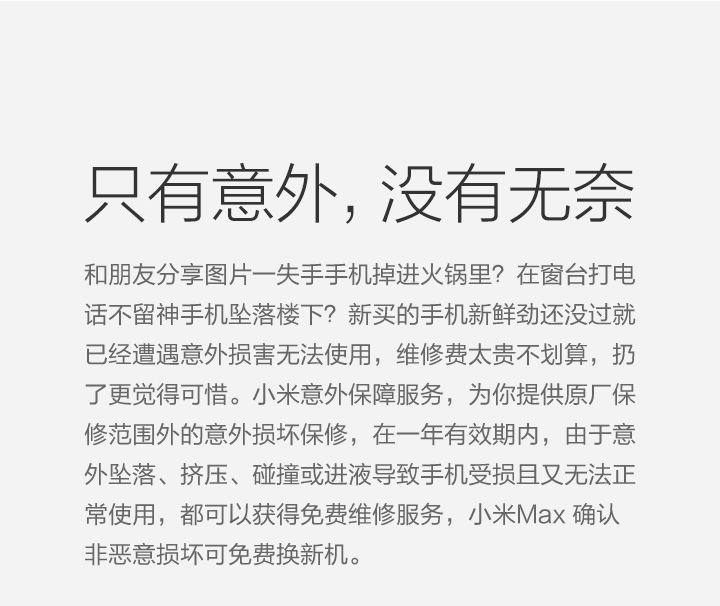 只有意外，没有无奈
和朋友分享图片一失手手机掉进火锅里？在窗台打电
话不留神手机坠落楼下？新买的手机新鲜劲还没过就
已经遭遇意外损害无法使用，维修费太贵不划算，扔
了更觉得可惜。小米意外保障服务，为你提供原厂保
修范围外的意外损坏保修，在一年有效期内，由于意
外坠落、挤压、碰撞或进液导致手机受损且又无法正
常使用，都可以获得免费维修服务，小米Max 确认
非恶意损坏可免费换新机。